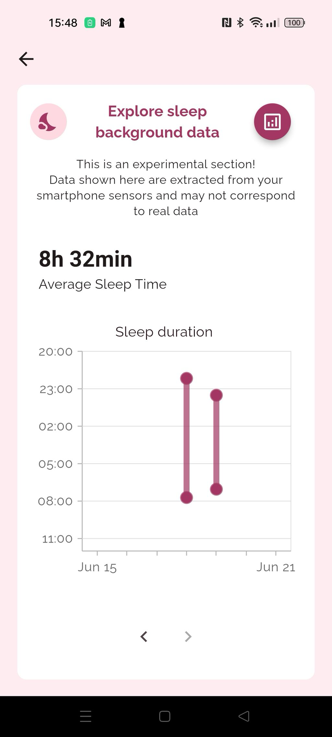 15:48
100
Explore sleep
background data
This is an experimental section!
Data shown here are extracted from your
smartphone sensors and may not correspond
to real data
8h 32min
Average Sleep Time
Sleep duration
20:00
23:00
02:00
05:00
08:00
11:00
Jun 15
Jun 21